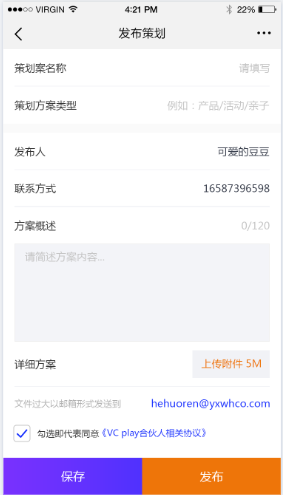 VIRGIN 4:21 PM 22%
发布策划
策划案名称 请填写
策划方案类型 例如：产品/活动/亲子
发布人 可爱的豆豆
联系方式 16587396598
方案概述 0/120
请简述方案内容...
详细方案 上传附件 5M
文件过大以邮箱形式发送到 hehuoren@yxwhco.com
勾选即代表同意《VC play合伙人相关协议》
保存 发布